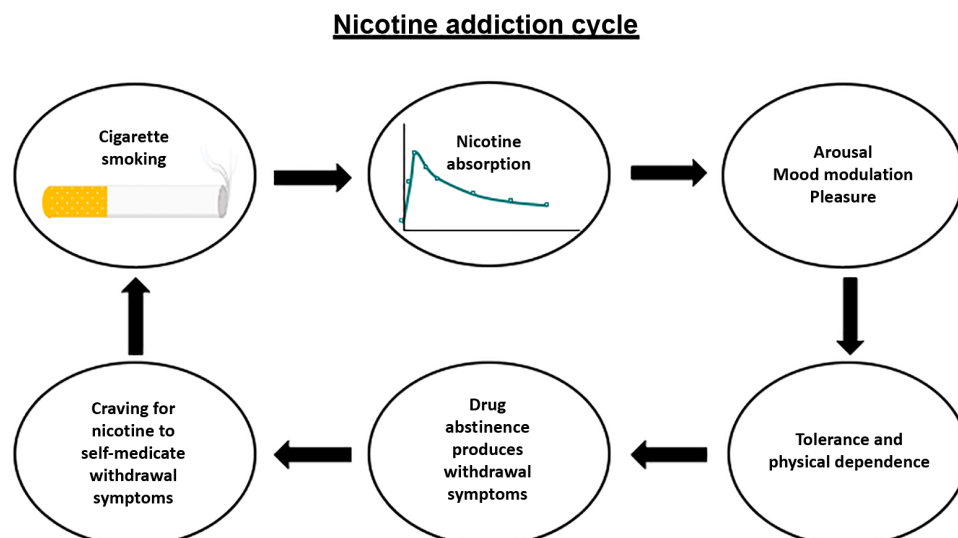 Nicotine addiction cycle
Cigarette
smoking
Nicotine
absorption
Arousal
Mood modulation
Pleasure
Tolerance and
physical dependence
Drug
abstinence
produces
withdrawal
symptoms
Craving for
nicotine to
self-medicate
withdrawal
symptoms